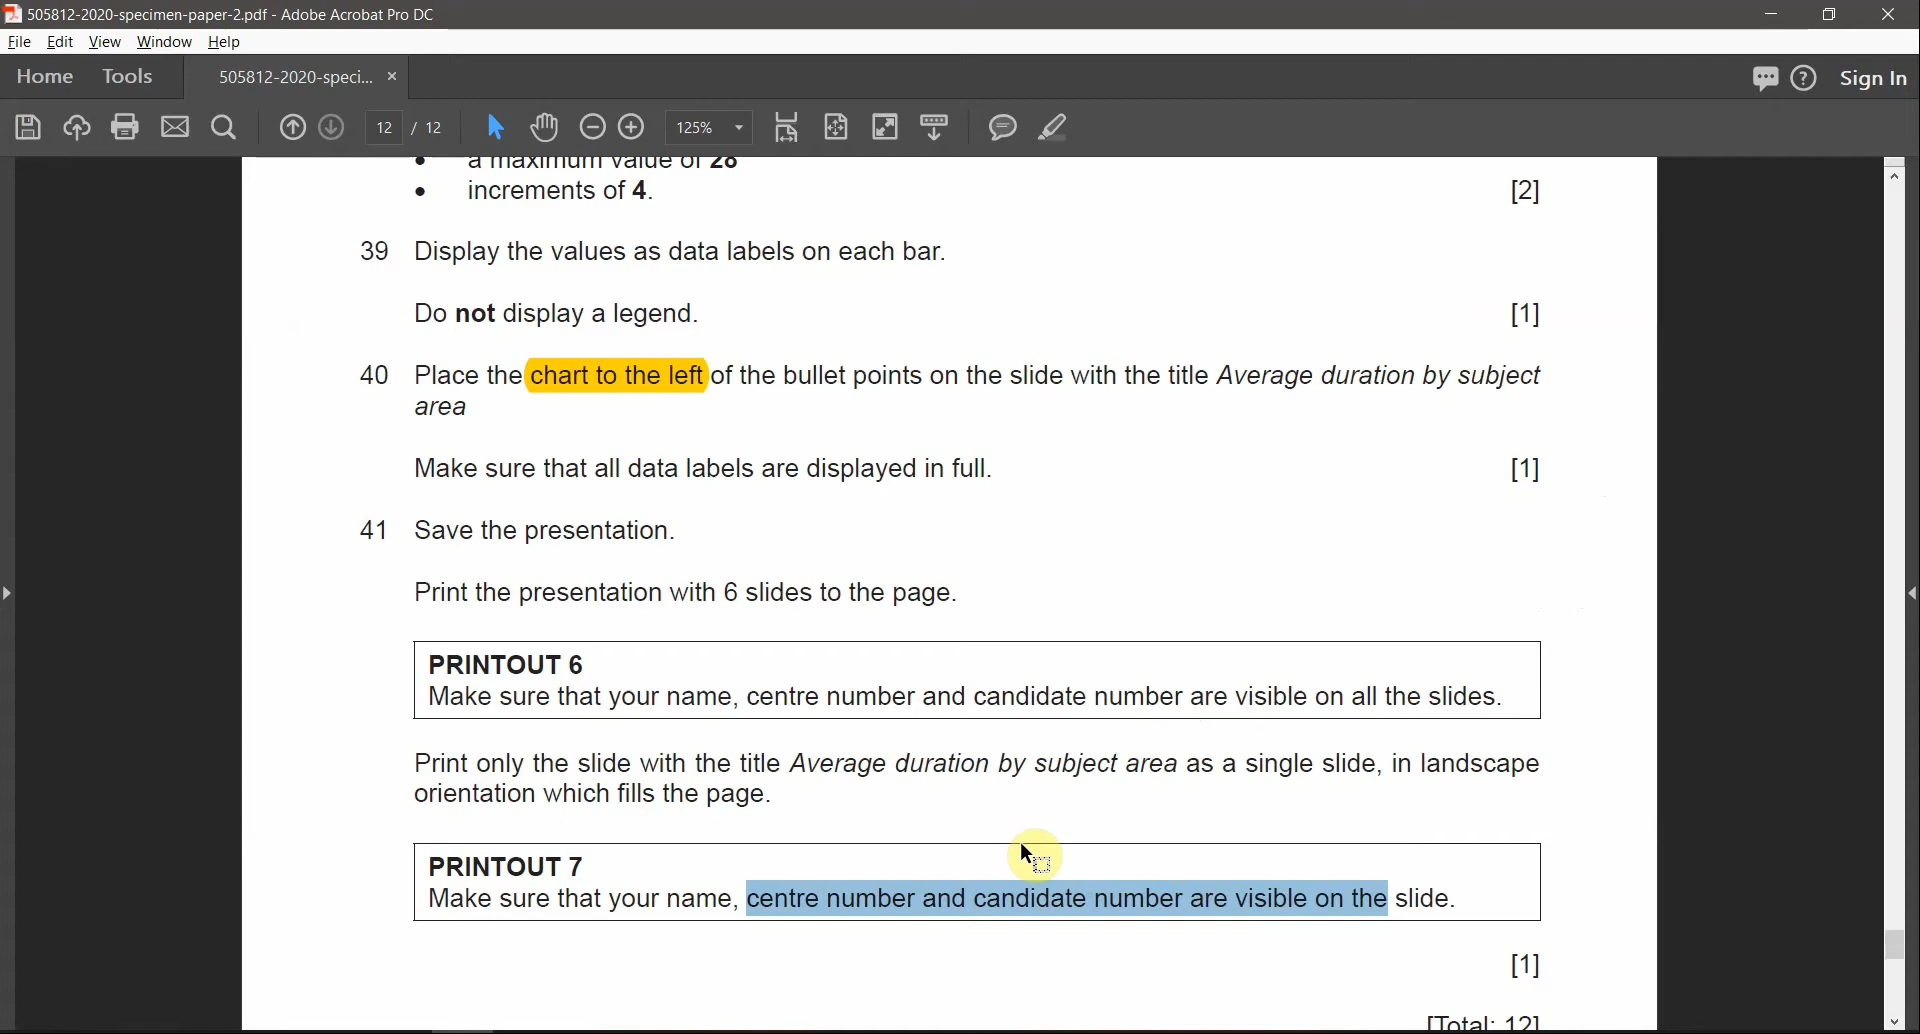 505812-2020-specimen-paper-2.pdf - Adobe Acrobat Pro DC
File Edit View Window Help
Home Tools 505812-2020-speci... × Sign In
12 / 12 125%
• a maximum value of 28
• increments of 4. [2]
39 Display the values as data labels on each bar.
Do not display a legend. [1]
40 Place the chart to the left of the bullet points on the slide with the title Average duration by subject
area
Make sure that all data labels are displayed in full. [1]
41 Save the presentation.
Print the presentation with 6 slides to the page.
PRINTOUT 6
Make sure that your name, centre number and candidate number are visible on all the slides.
Print only the slide with the title Average duration by subject area as a single slide, in landscape
orientation which fills the page.
PRINTOUT 7
Make sure that your name, centre number and candidate number are visible on the slide.
[1]
[Total: 12]